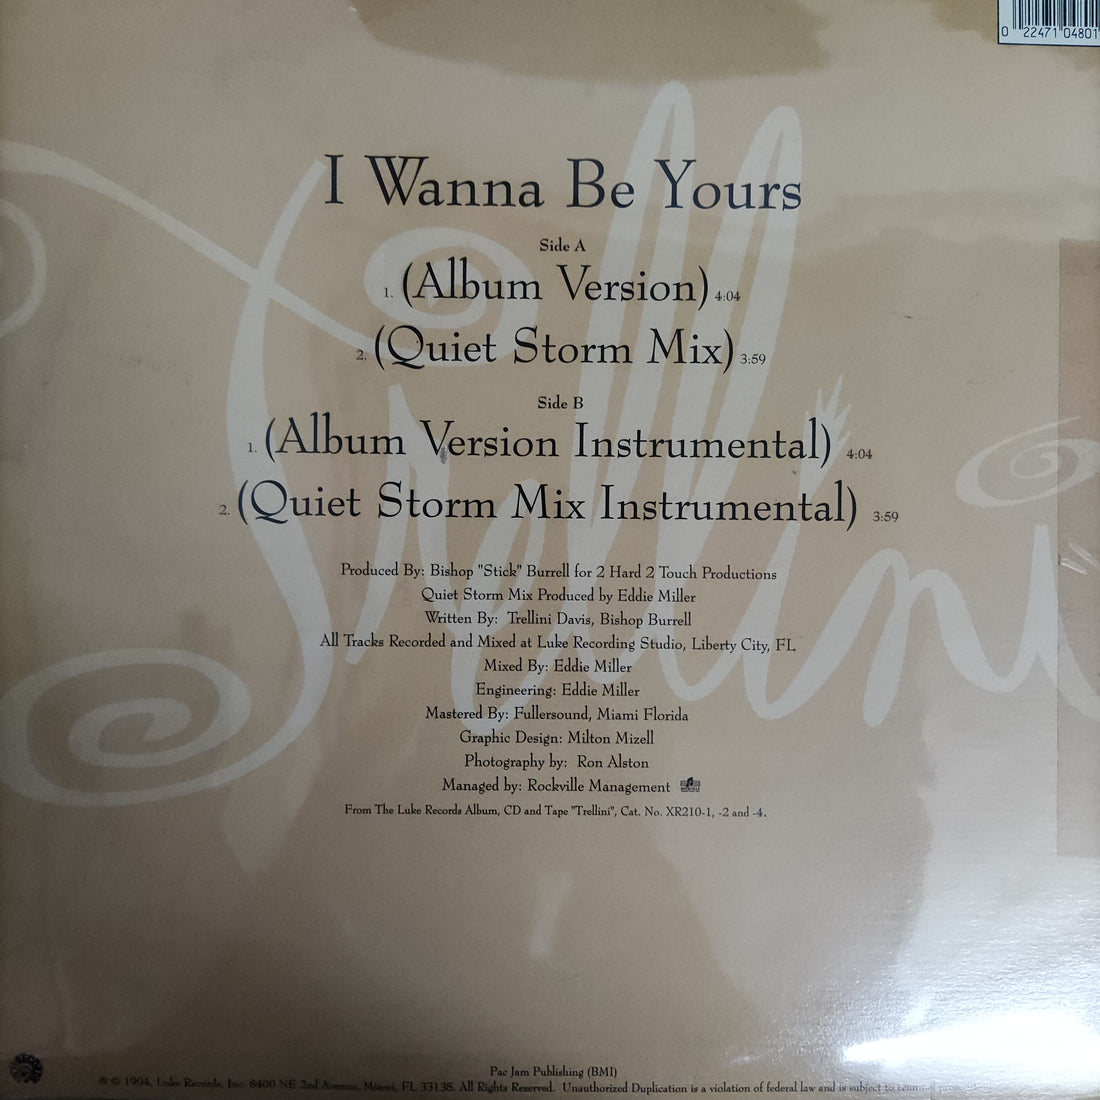 0 22471 04801
I Wanna Be Yours
Side A
1. (Album Version) 4:04
2. (Quiet Storm Mix) 3:59
Side B
1. (Album Version Instrumental) 4:04
2. (Quiet Storm Mix Instrumental) 3:59
Trellini
Produced By: Bishop "Stick" Burrell for 2 Hard 2 Touch Productions
Quiet Storm Mix Produced by Eddie Miller
Written By: Trellini Davis, Bishop Burrell
All Tracks Recorded and Mixed at Luke Recording Studio, Liberty City, FL
Mixed By: Eddie Miller
Engineering: Eddie Miller
Mastered By: Fullersound, Miami Florida
Graphic Design: Milton Mizell
Photography by: Ron Alston
Managed by: Rockville Management
From The Luke Records Album, CD and Tape "Trellini", Cat. No. XR210-1, -2 and -4.
Pac Jam Publishing (BMI)
℗ © 1994, Luke Records, Inc. 8400 NE 2nd Avenue, Miami, FL 33138. All Rights Reserved. Unauthorized Duplication is a violation of federal law and is subject to criminal